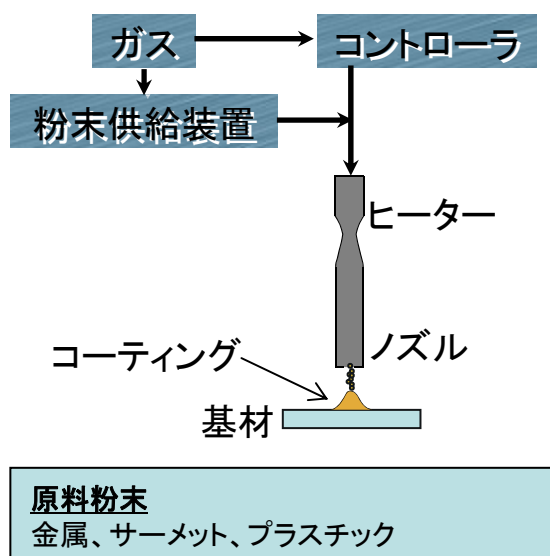 ガス
コントローラ
粉末供給装置
ヒーター
ノズル
コーティング
基材
原料粉末
金属、サーメット、プラスチック